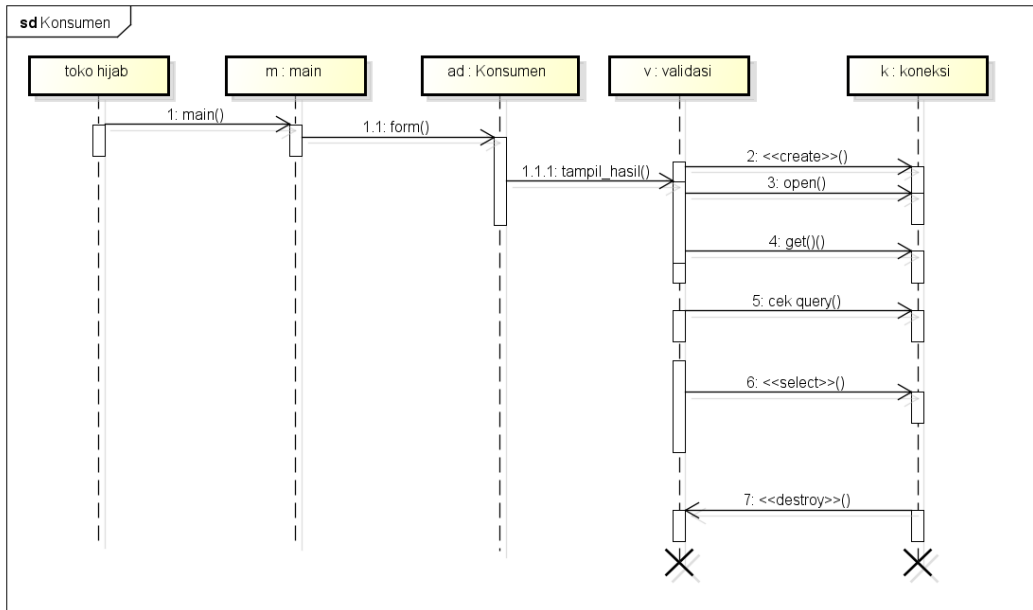 sd Konsumen
toko hijab
m : main
ad : Konsumen
v : validasi
k : koneksi
1: main()
1.1: form()
1.1.1: tampil_hasil()
2: <<create>>()
3: open()
4: get()()
5: cek query()
6: <<select>>()
7: <<destroy>>()